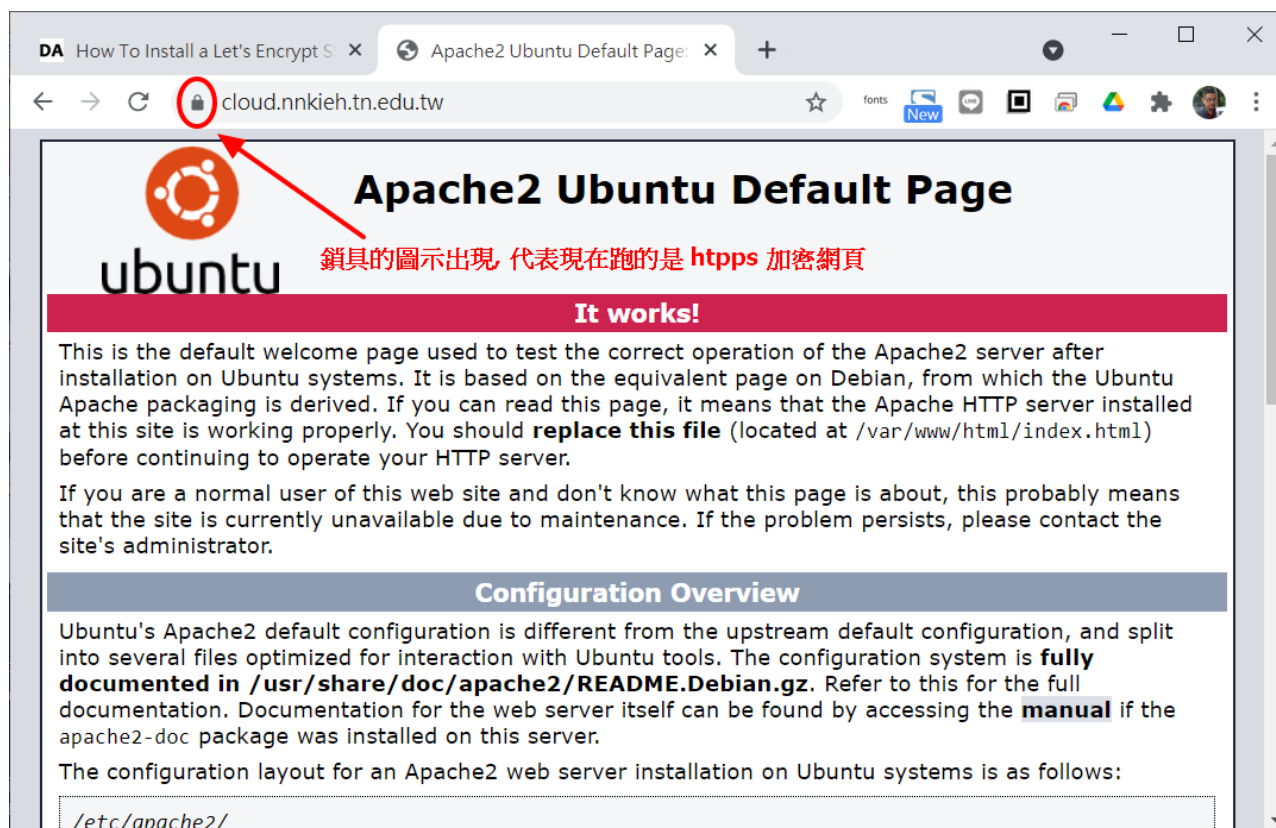 DA How To Install a Let's Encrypt S
Apache2 Ubuntu Default Page:
cloud.nnkieh.tn.edu.tw
fonts
New
LINE
Apache2 Ubuntu Default Page
ubuntu
鎖具的圖示出現, 代表現在跑的是 htpps 加密網頁
It works!
This is the default welcome page used to test the correct operation of the Apache2 server after
installation on Ubuntu systems. It is based on the equivalent page on Debian, from which the Ubuntu
Apache packaging is derived. If you can read this page, it means that the Apache HTTP server installed
at this site is working properly. You should replace this file (located at /var/www/html/index.html)
before continuing to operate your HTTP server.
If you are a normal user of this web site and don't know what this page is about, this probably means
that the site is currently unavailable due to maintenance. If the problem persists, please contact the
site's administrator.
Configuration Overview
Ubuntu's Apache2 default configuration is different from the upstream default configuration, and split
into several files optimized for interaction with Ubuntu tools. The configuration system is fully
documented in /usr/share/doc/apache2/README.Debian.gz. Refer to this for the full
documentation. Documentation for the web server itself can be found by accessing the manual if the
apache2-doc package was installed on this server.
The configuration layout for an Apache2 web server installation on Ubuntu systems is as follows:
/etc/apache2/